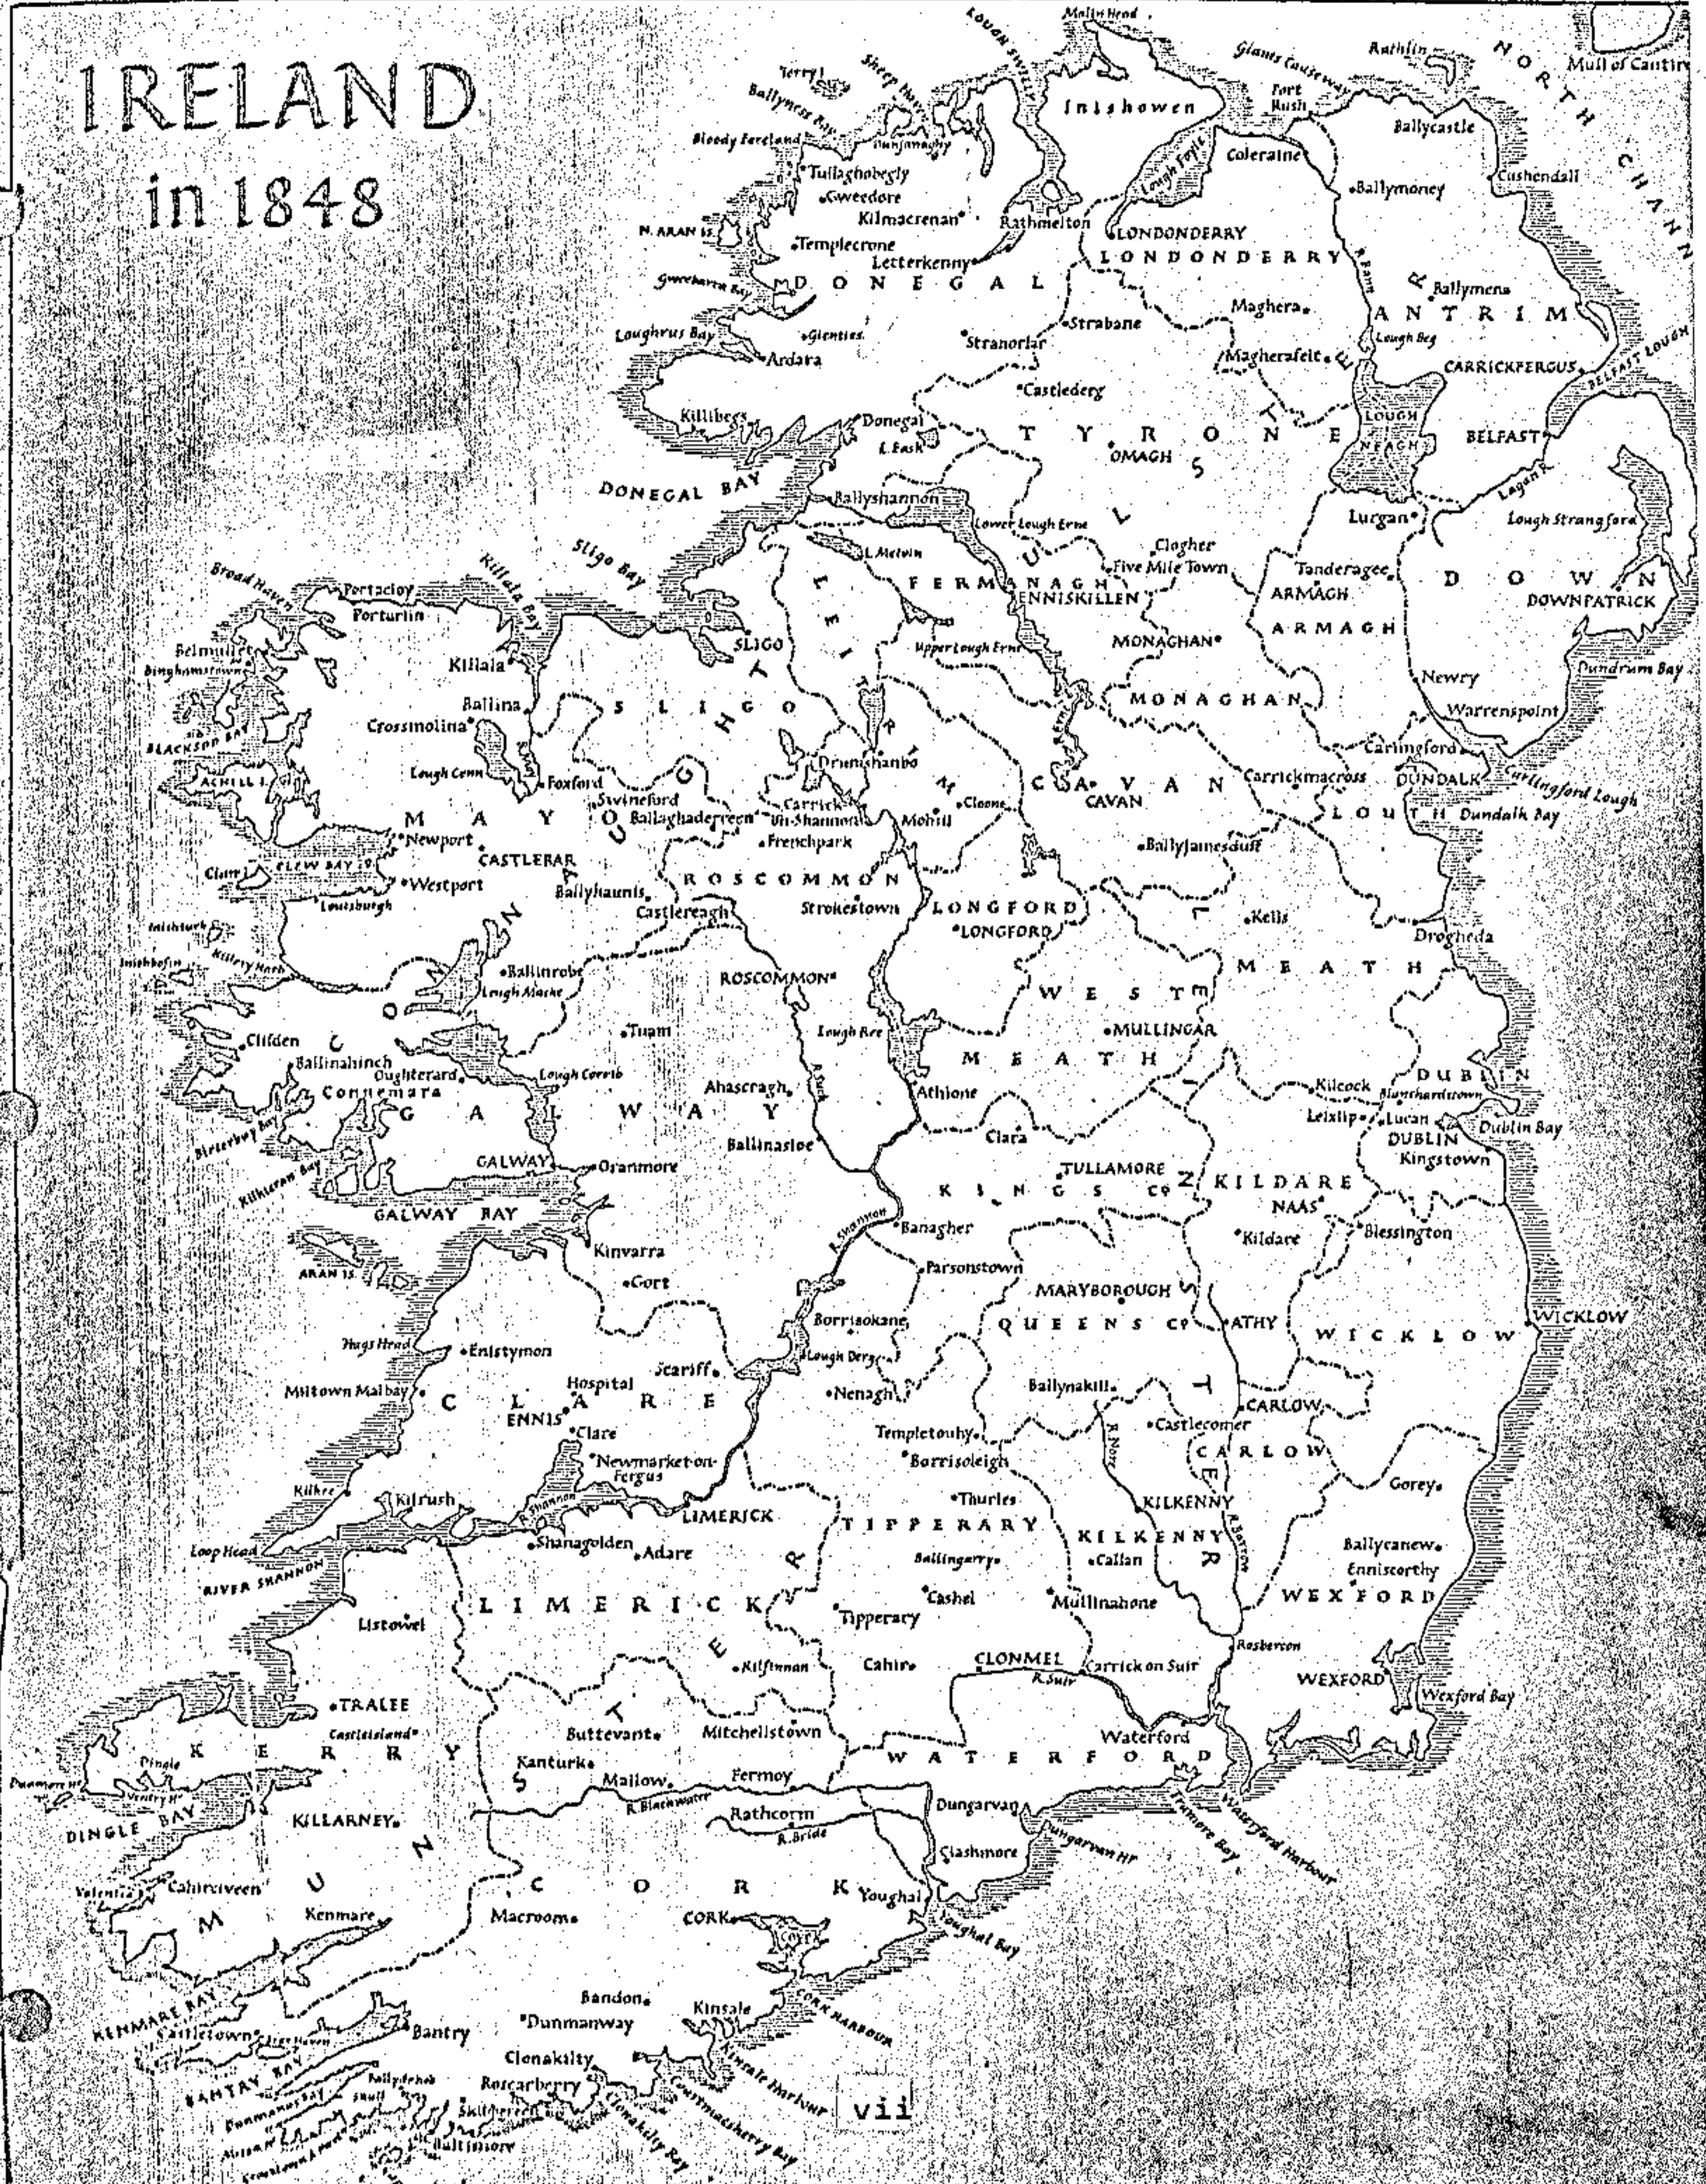 IRELAND
in 1848
Malin Head
LOUGH SWILLY
Mull of Cantire
NORTH CHANNEL
Rathlin
Giants Causeway
Port Rush
Sheep Haven
Ballyness Bay
Bloody Foreland
Dunfanaghy
Inishowen
Ballycastle
Coleraine
Lough Foyle
Tullaghobegly
Cushendall
Ballymoney
Gweedore
Kilmacrenan
Rathmelton
N. ARAN IS.
Templecrone
LONDONDERRY
LONDONDERRY
Letterkenny
R. Bann
Gweebarra Bay
DONEGAL
Ballymena
Maghera
ANTRIM
Strabane
Loughrus Bay
Glenties
Stranorlar
Lough Beg
Ardara
Magherafelt
CARRICKFERGUS
BELFAST LOUGH
Castlederg
Killibegs
Donegal
LOUGH NEAGH
TYRONE
BELFAST
L. Eask
OMAGH
ULSTER
DONEGAL BAY
Lagan R.
Ballyshannon
Lurgan
Lough Strangford
Lower Lough Erne
Clogher
L. Melvin
Sligo Bay
Five Mile Town
Tanderagee
DOWN
Killala Bay
Broad Haven
FERMANAGH
Portacloy
ENNISKILLEN
ARMAGH
DOWNPATRICK
Porturlin
ARMAGH
LEITRIM
SLIGO
MONAGHAN
Belmullet
Upper Lough Erne
Binghamstown
Killala
Dundrum Bay
Newry
MONAGHAN
Ballina
SLIGO
Warrenspoint
Crossmolina
BLACKSOD BAY
Carlingford
Drumshanbo
ACHILL I.
Lough Conn
Foxford
CAVAN
CAVAN
Carrickmacross
DUNDALK
Carlingford Lough
Swineford
Carrick on-Shannon
Cloone
MAYO
Ballaghaderreen
Mohill
LOUTH
Dundalk Bay
Newport
Frenchpark
Ballyjamesduff
CASTLEBAR
CLEW BAY
Clare I.
Westport
ROSCOMMON
Ballyhaunis
Louisburgh
Castlereagh
Strokestown
LONGFORD
Kells
LONGFORD
Inishturk
Drogheda
Killery Harb.
Inishbofin
Ballinrobe
ROSCOMMON
MEATH
Lough Maske
WEST
CONNAUGHT
Tuam
Lough Ree
MULLINGAR
Clifden
MEATH
Ballinahinch
Oughterard
Lough Corrib
DUBLIN
Connemara
Ahascragh
R. Suck
Athlone
Kilcock
Blanchardstown
GALWAY
Leixlip
Lucan
Dublin Bay
Birterbuy Bay
Clara
DUBLIN
Ballinasloe
Kingstown
GALWAY
Oranmore
TULLAMORE
Kilkieran Bay
KINGS Co
KILDARE
NAAS
GALWAY BAY
R. Shannon
Banagher
Kildare
Blessington
Kinvarra
ARAN IS.
Gort
Parsonstown
MARYBOROUGH
LEINSTER
Borrisokane
QUEENS Co
ATHY
WICKLOW
WICKLOW
Hags Head
Enistymon
Lough Derg
Scariff
Hospital
Nenagh
Ballynakill
Miltown Malbay
CLARE
ENNIS
CARLOW
Castlecomer
Clare
Templetouhy
R. Nore
Newmarket-on-Fergus
Borrisoleigh
CARLOW
Kilkee
Kilrush
R. Shannon
Thurles
KILKENNY
Gorey
LIMERICK
TIPPERARY
KILKENNY
R. Barrow
Loop Head
Shanagolden
Adare
Ballingarry
Callan
Ballycanew
RIVER SHANNON
Enniscorthy
Cashel
Mullinahone
WEXFORD
LIMERICK
Listowel
Tipperary
Rosbercon
Kilfinnan
Cahir
CLONMEL
Carrick on Suir
WEXFORD
R. Suir
Wexford Bay
TRALEE
Castleisland
Buttevant
Mitchellstown
Waterford
KERRY
WATERFORD
Dingle
Kanturk
Ventry Hr
Mallow
Fermoy
DINGLE BAY
R. Blackwater
Rathcorm
Dungarvan
Tramore Bay
Waterford Harbour
KILLARNEY
R. Bride
Dungarvan Hr
Clashmore
MUNSTER
Valentia
Cahirciveen
CORK
Youghal
Kenmare
Macroom
CORK
Youghal Bay
Bandon
Kinsale
CORK HARBOUR
KENMARE BAY
Castletown
Bantry
Dunmanway
Kinsale Harbour
BANTRY BAY
Clonakilty
Ballydehob
Roscarberry
Courtmacsherry Bay
Dunmanus Bay
Skull
Skibbereen
Clonakilty Bay
Baltimore
vii